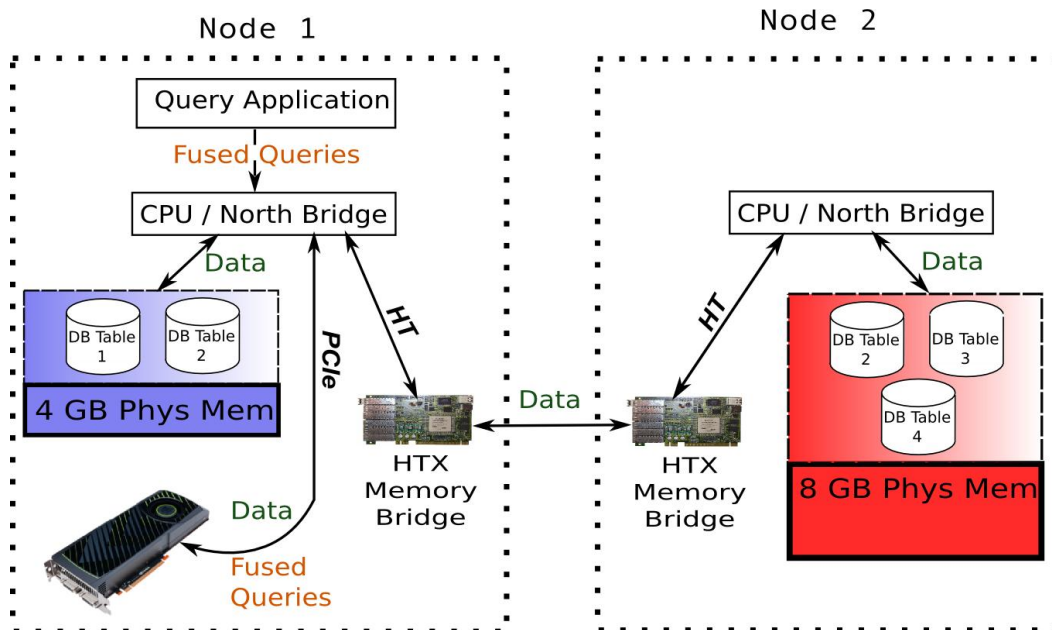 Node 1
Query Application
Fused Queries
CPU / North Bridge
Data
DB Table
1
DB Table
2
4 GB Phys Mem
HT
PCIe
HTX
Memory
Bridge
Data
Fused
Queries
Data
Node 2
CPU / North Bridge
HT
Data
DB Table
2
DB Table
3
DB Table
4
8 GB Phys Mem
HTX
Memory
Bridge